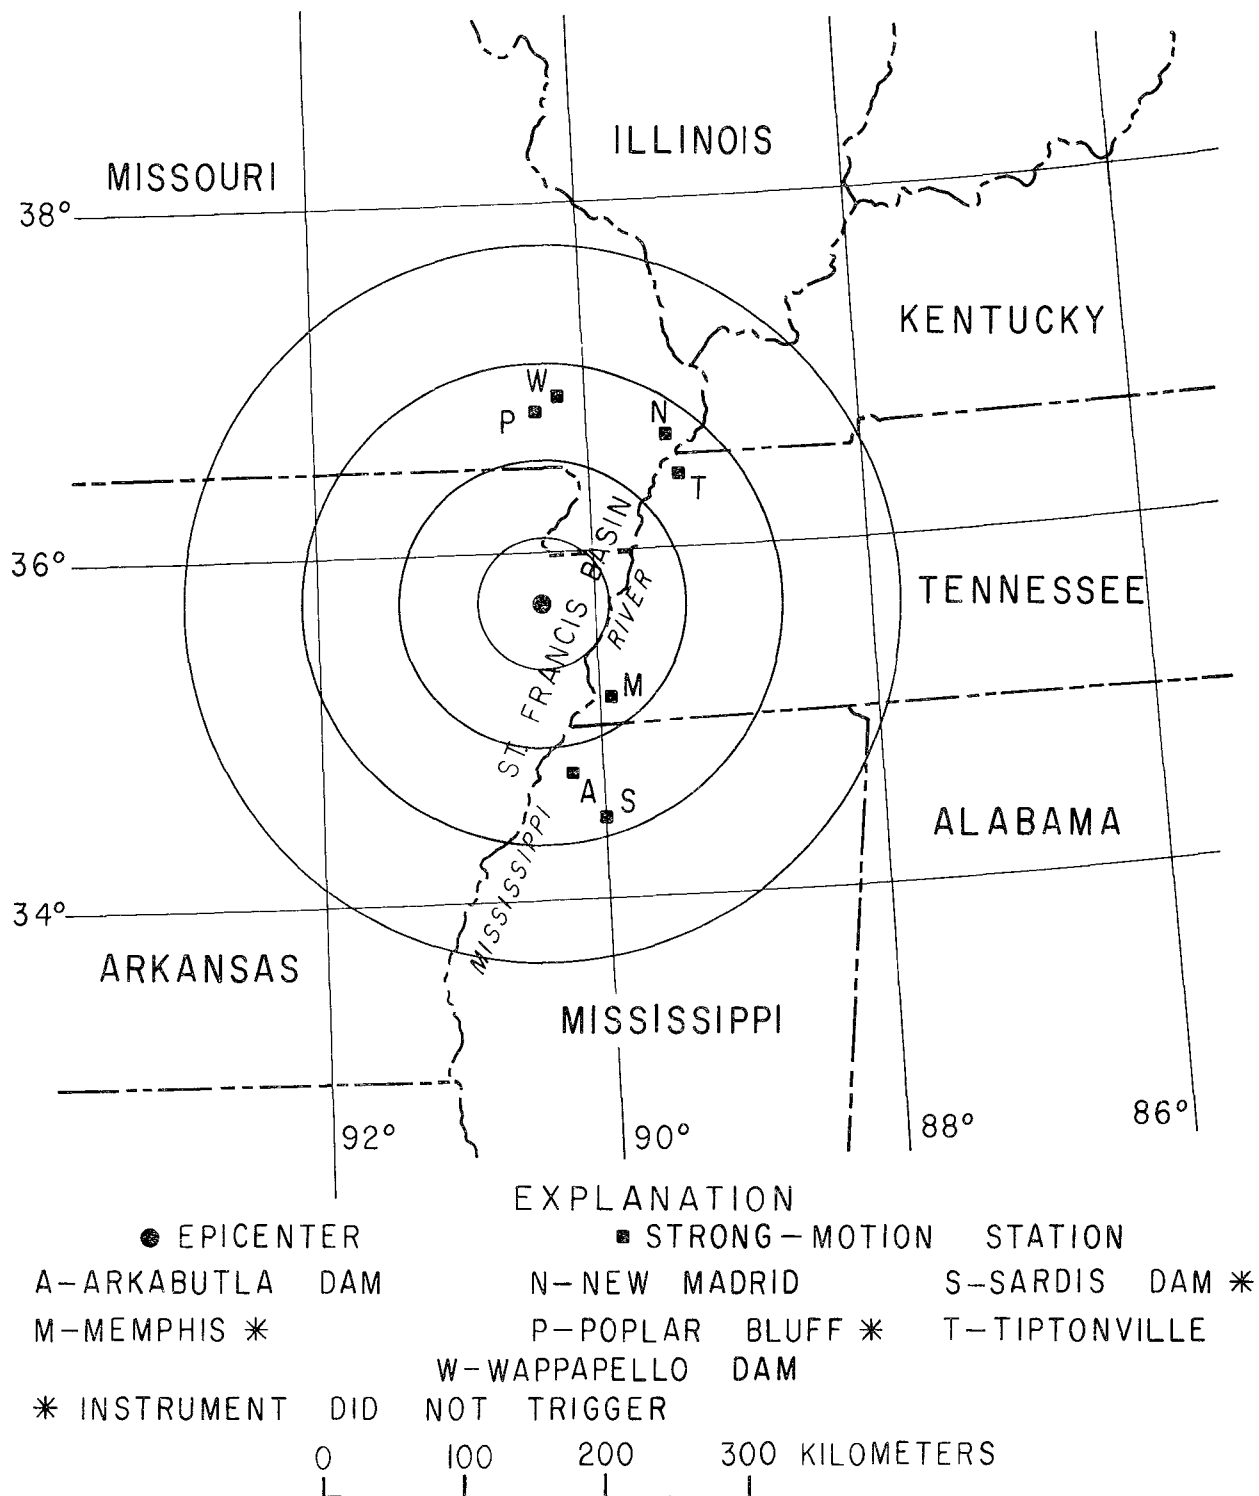 ILLINOIS
MISSOURI
38°
KENTUCKY
W
P
N
T
36°
ST. FRANCIS BASIN
RIVER
TENNESSEE
M
A
S
ALABAMA
34°
MISSISSIPPI
ARKANSAS
MISSISSIPPI
92°
90°
88°
86°
EXPLANATION
● EPICENTER
■ STRONG-MOTION STATION
A-ARKABUTLA DAM
N-NEW MADRID
S-SARDIS DAM *
M-MEMPHIS *
P-POPLAR BLUFF *
T-TIPTONVILLE
W-WAPPAPELLO DAM
* INSTRUMENT DID NOT TRIGGER
0 100 200 300 KILOMETERS